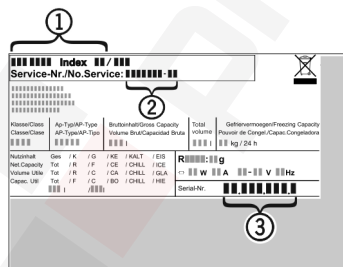 1
Index /
Service-Nr./No.Service: -
2
Klasse/Class
Classe/Classe
Ap-Typ/AP-Type
AP-Type/AP-Tipo
Bruttoinhalt/Gross Capacity
Volume Brut/Capacidad Bruta
l
Total
volume
l
Gefriervermoegen/Freezing Capacity
Pouvoir de Congel./Capac.Congeladora
kg / 24 h
Nutzinhalt Ges / K / G / KE / KALT / EIS
Net.Capacity Tot / R / F / CE / CHILL / ICE
Volume Utile Tot / R / C / CA / CHILL / GLA
Capac. Util Tot / F / C / BO / CHILL / HIE
l / l
R : g
W A - V Hz
Serial-Nr.
3